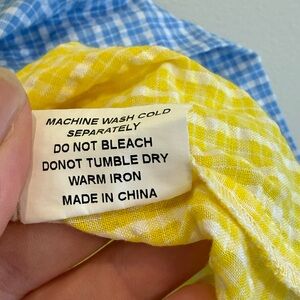 MACHINE WASH COLD
SEPARATELY
DO NOT BLEACH
DONOT TUMBLE DRY
WARM IRON
MADE IN CHINA